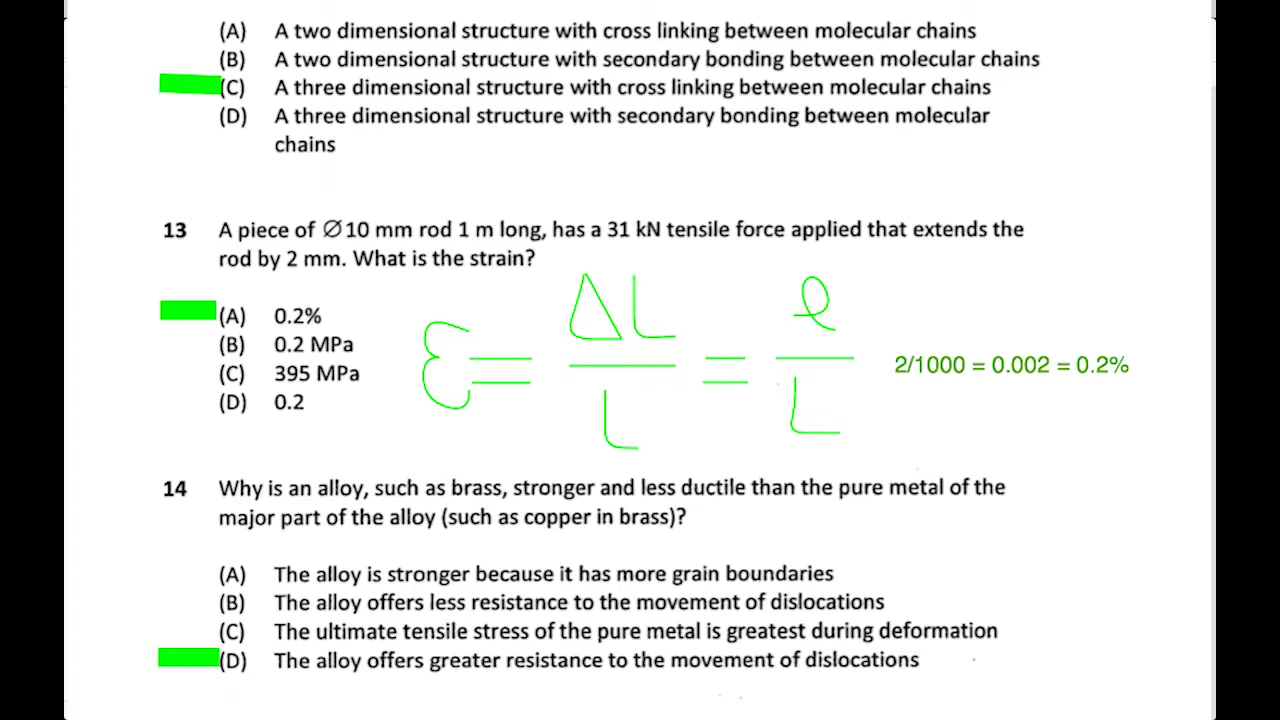 (A) A two dimensional structure with cross linking between molecular chains
(B) A two dimensional structure with secondary bonding between molecular chains
(C) A three dimensional structure with cross linking between molecular chains
(D) A three dimensional structure with secondary bonding between molecular
chains
13 A piece of ∅10 mm rod 1 m long, has a 31 kN tensile force applied that extends the
rod by 2 mm. What is the strain?
(A) 0.2%
(B) 0.2 MPa
(C) 395 MPa
(D) 0.2
ε = ΔL / L = e / L
2/1000 = 0.002 = 0.2%
14 Why is an alloy, such as brass, stronger and less ductile than the pure metal of the
major part of the alloy (such as copper in brass)?
(A) The alloy is stronger because it has more grain boundaries
(B) The alloy offers less resistance to the movement of dislocations
(C) The ultimate tensile stress of the pure metal is greatest during deformation
(D) The alloy offers greater resistance to the movement of dislocations